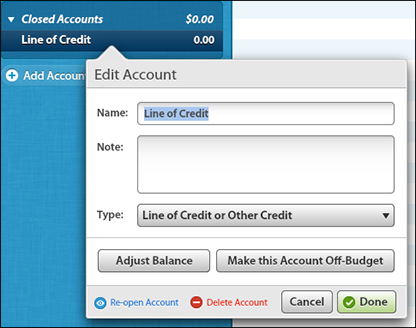 Closed Accounts $0.00
Line of Credit 0.00
Add Accoun
Edit Account
Name: Line of Credit
Note:
Type: Line of Credit or Other Credit
Adjust Balance Make this Account Off-Budget
Re-open Account Delete Account Cancel Done